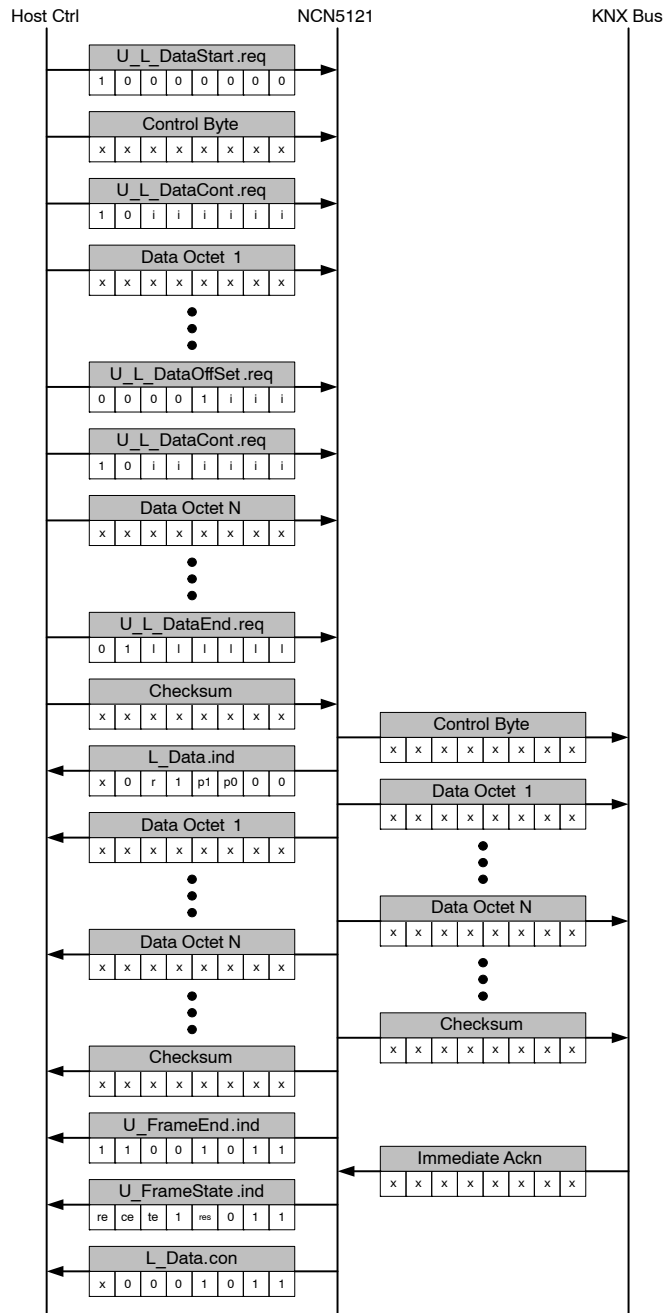 Host Ctrl NCN5121 KNX Bus
U_L_DataStart.req
1 0 0 0 0 0 0 0
Control Byte
x x x x x x x x
U_L_DataCont.req
1 0 i i i i i i
Data Octet 1
x x x x x x x x
U_L_DataOffSet.req
0 0 0 0 1 i i i
U_L_DataCont.req
1 0 i i i i i i
Data Octet N
x x x x x x x x
U_L_DataEnd.req
0 1 l l l l l l
Checksum
x x x x x x x x
Control Byte
x x x x x x x x
L_Data.ind
x 0 r 1 p1 p0 0 0
Data Octet 1
x x x x x x x x
Data Octet 1
x x x x x x x x
Data Octet N
x x x x x x x x
Data Octet N
x x x x x x x x
Checksum
x x x x x x x x
Checksum
x x x x x x x x
U_FrameEnd.ind
1 1 0 0 1 0 1 1
Immediate Ackn
x x x x x x x x
U_FrameState.ind
re ce te 1 res 0 1 1
L_Data.con
x 0 0 0 1 0 1 1